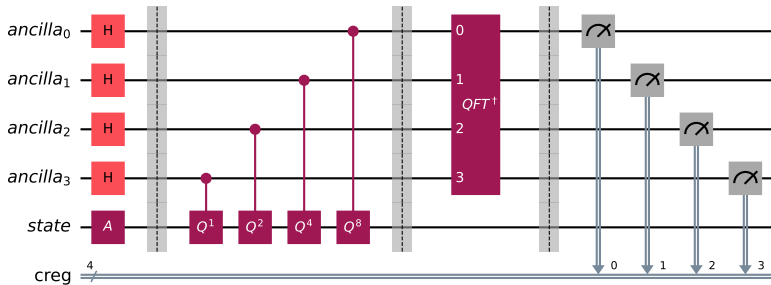 ancilla0 H 0
ancilla1 H 1
QFT†
ancilla2 H 2
ancilla3 H 3
state A Q1 Q2 Q4 Q8
creg 4 0 1 2 3